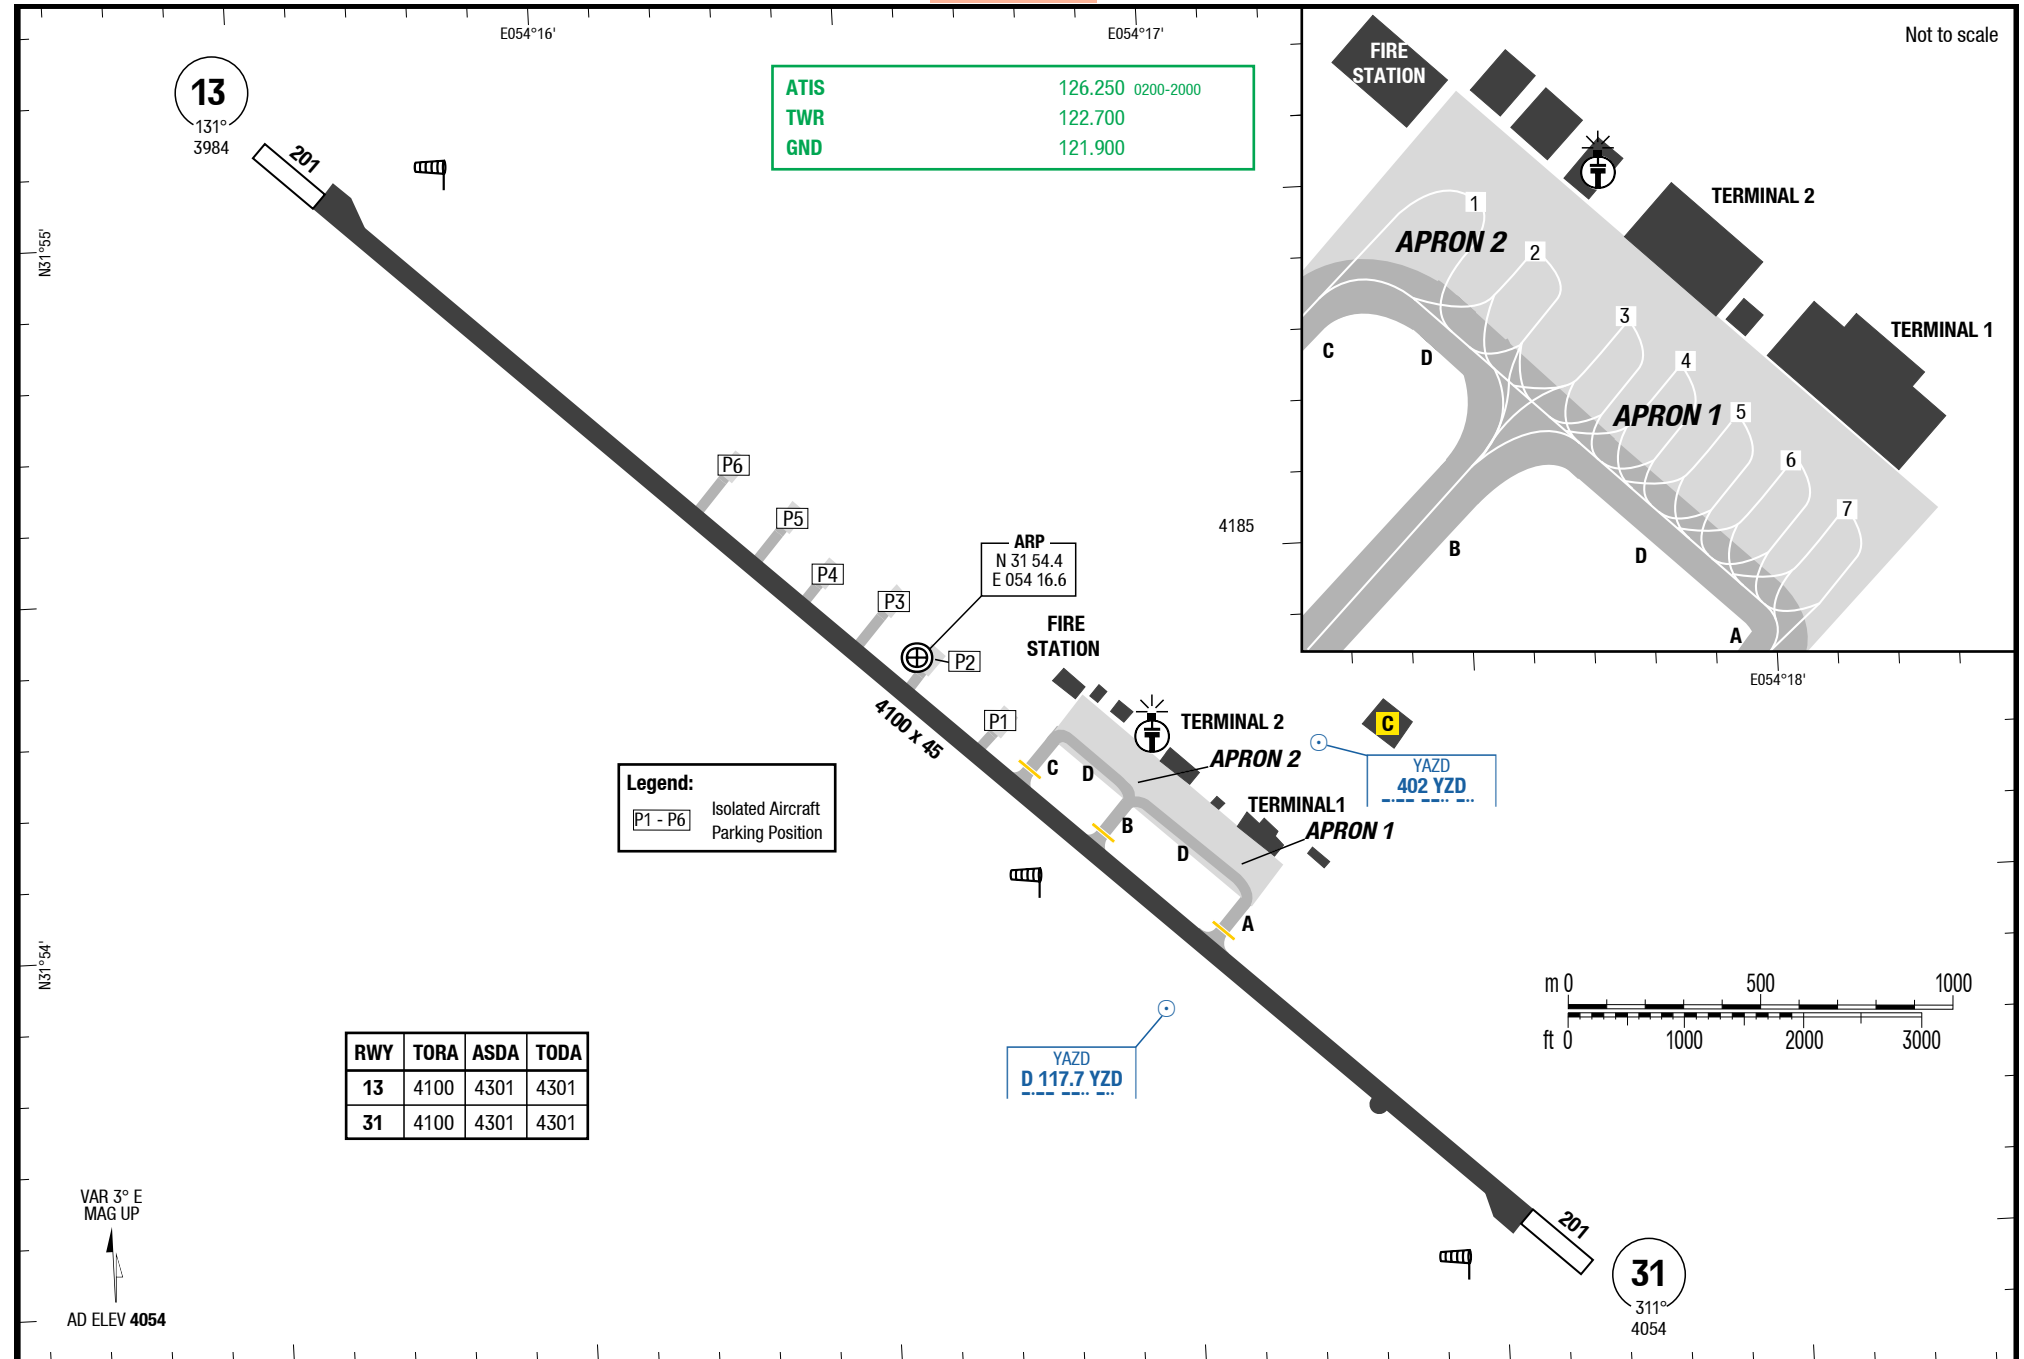 E054°16'
E054°17'
Not to scale
13
131°
3984
201
ATIS 126.250 0200-2000
TWR 122.700
GND 121.900
FIRE
STATION
TERMINAL 2
TERMINAL 1
1
APRON 2
2
3
4
APRON 1
5
6
7
C
D
B
D
A
N31°55'
P6
P5
P4
P3
P2
P1
4185
ARP
N 31 54.4
E 054 16.6
FIRE
STATION
E054°18'
4100 x 45
TERMINAL 2
APRON 2
C
YAZD
402 YZD
C
D
B
D
A
TERMINAL1
APRON 1
Legend:
P1 - P6
Isolated Aircraft
Parking Position
N31°54'
m 0 500 1000
ft 0 1000 2000 3000
YAZD
D 117.7 YZD
RWY TORA ASDA TODA
13 4100 4301 4301
31 4100 4301 4301
VAR 3° E
MAG UP
AD ELEV 4054
201
31
311°
4054